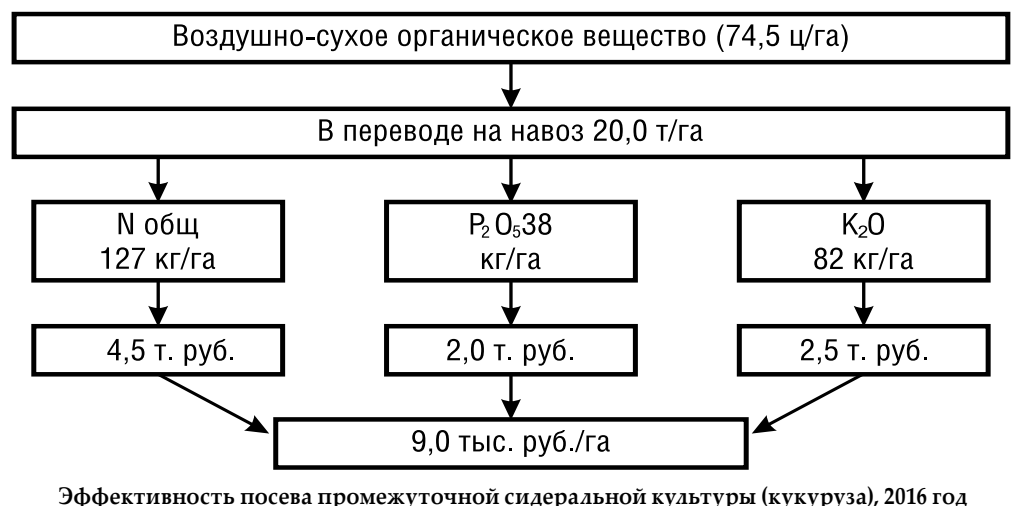 Воздушно-сухое органическое вещество (74,5 ц/га)
В переводе на навоз 20,0 т/га
N общ
127 кг/га
P₂O₅38
кг/га
K₂O
82 кг/га
4,5 т. руб.
2,0 т. руб.
2,5 т. руб.
9,0 тыс. руб./га
Эффективность посева промежуточной сидеральной культуры (кукуруза), 2016 год